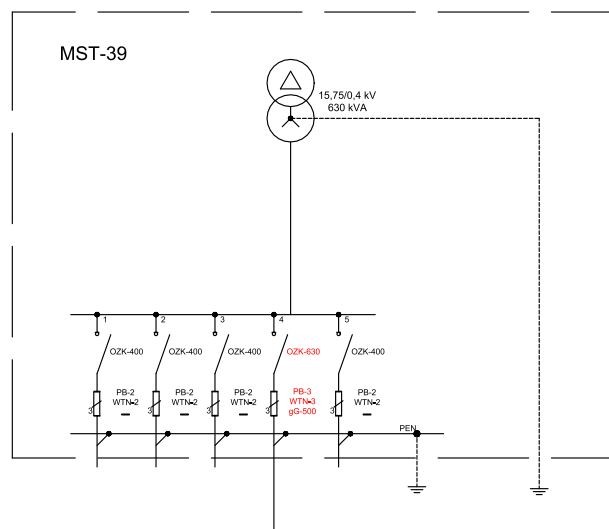 MST-39
15,75/0,4 kV
630 kVA
1 2 3 4 5
OZK-400 OZK-400 OZK-400 OZK-630 OZK-400
PB-2 PB-2 PB-2 PB-3 PB-2
WTN-2 WTN-2 WTN-2 WTN-3 WTN-2
3 – 3 – 3 – 3 gG-500 3 –
PEN